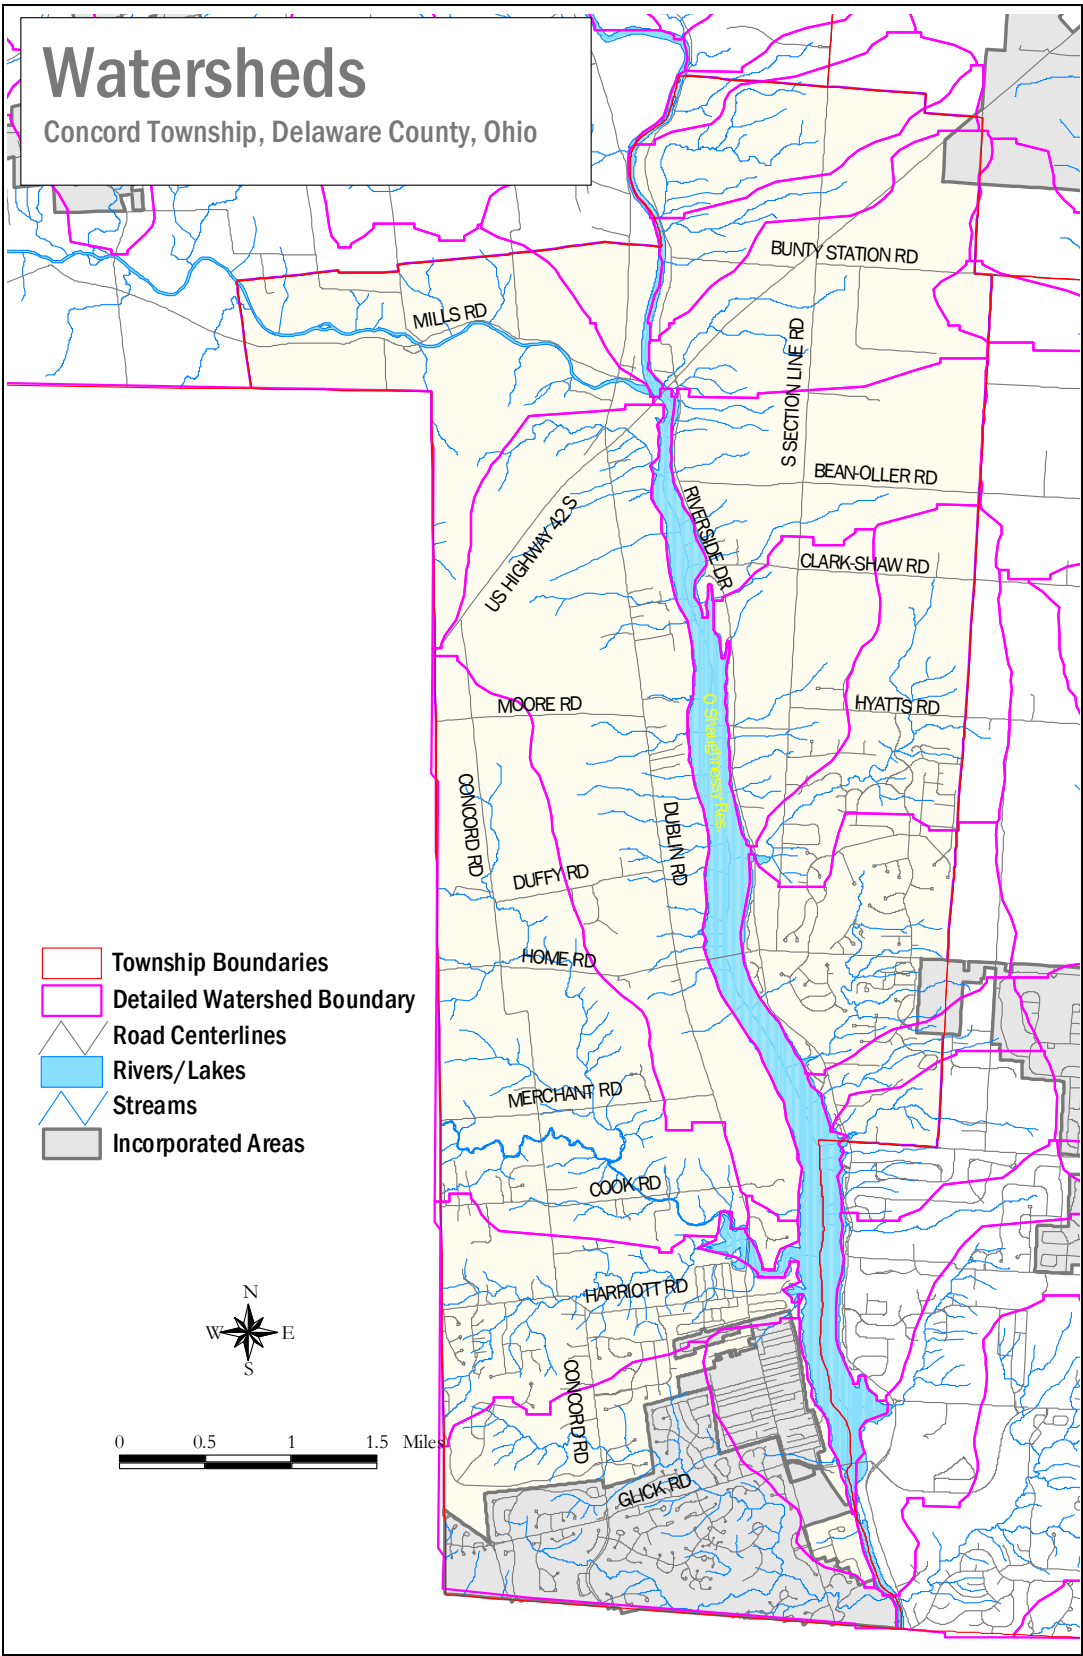 Watersheds
Concord Township, Delaware County, Ohio
BUNTY STATION RD
MILLS RD
S SECTION LINE RD
BEAN-OLLER RD
RIVERSIDE DR
US HIGHWAY 42 S
CLARK-SHAW RD
MOORE RD
HYATTS RD
O Shaughnessy Res.
CONCORD RD
DUBLIN RD
DUFFY RD
HOME RD
Township Boundaries
Detailed Watershed Boundary
Road Centerlines
Rivers/Lakes
Streams
Incorporated Areas
MERCHANT RD
COOK RD
HARRIOTT RD
N
W
E
S
CONCORD RD
0 0.5 1 1.5 Miles
GLICK RD